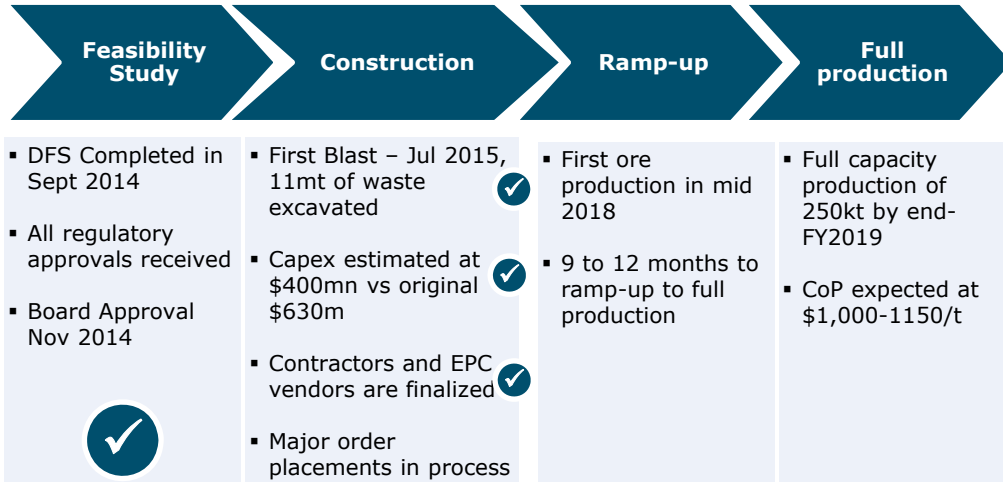 Feasibility
Study
Construction
Ramp-up
Full
production
▪ DFS Completed in
Sept 2014
▪ All regulatory
approvals received
▪ Board Approval
Nov 2014
▪ First Blast – Jul 2015,
11mt of waste
excavated
▪ Capex estimated at
$400mn vs original
$630m
▪ Contractors and EPC
vendors are finalized
▪ Major order
placements in process
▪ First ore
production in mid
2018
▪ 9 to 12 months to
ramp-up to full
production
▪ Full capacity
production of
250kt by end-
FY2019
▪ CoP expected at
$1,000-1150/t